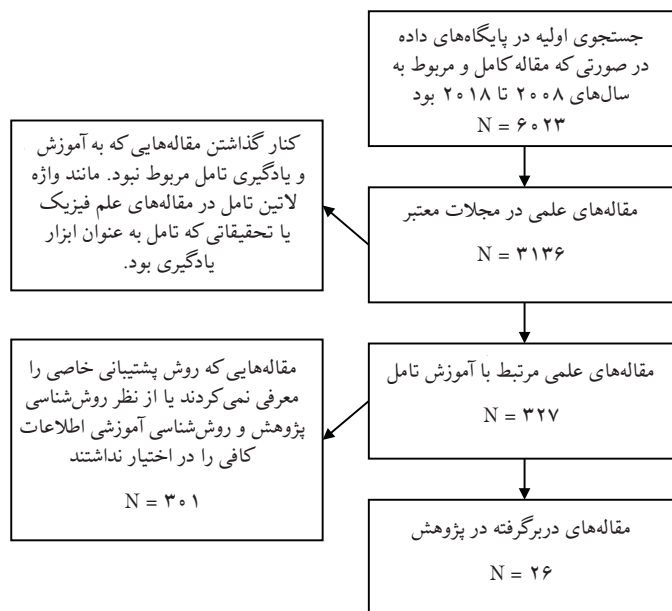 جستجوی اولیه در پایگاه‌های داده
در صورتی که مقاله کامل و مربوط به
سال‌های ۲۰۰۸ تا ۲۰۱۸ بود
N = ۶۰۲۳
کنار گذاشتن مقاله‌هایی که به آموزش
و یادگیری تامل مربوط نبود. مانند واژه
لاتین تامل در مقاله‌های علم فیزیک
یا تحقیقاتی که تامل به عنوان ابزار
یادگیری بود.
مقاله‌های علمی در مجلات معتبر
N = ۳۱۳۶
مقاله‌های علمی مرتبط با آموزش تامل
N = ۳۲۷
مقاله‌هایی که روش پشتیبانی خاصی را
معرفی نمی‌کردند یا از نظر روش‌شناسی
پژوهش و روش‌شناسی آموزشی اطلاعات
کافی را در اختیار نداشتند
N = ۳۰۱
مقاله‌های دربرگرفته در پژوهش
N = ۲۶